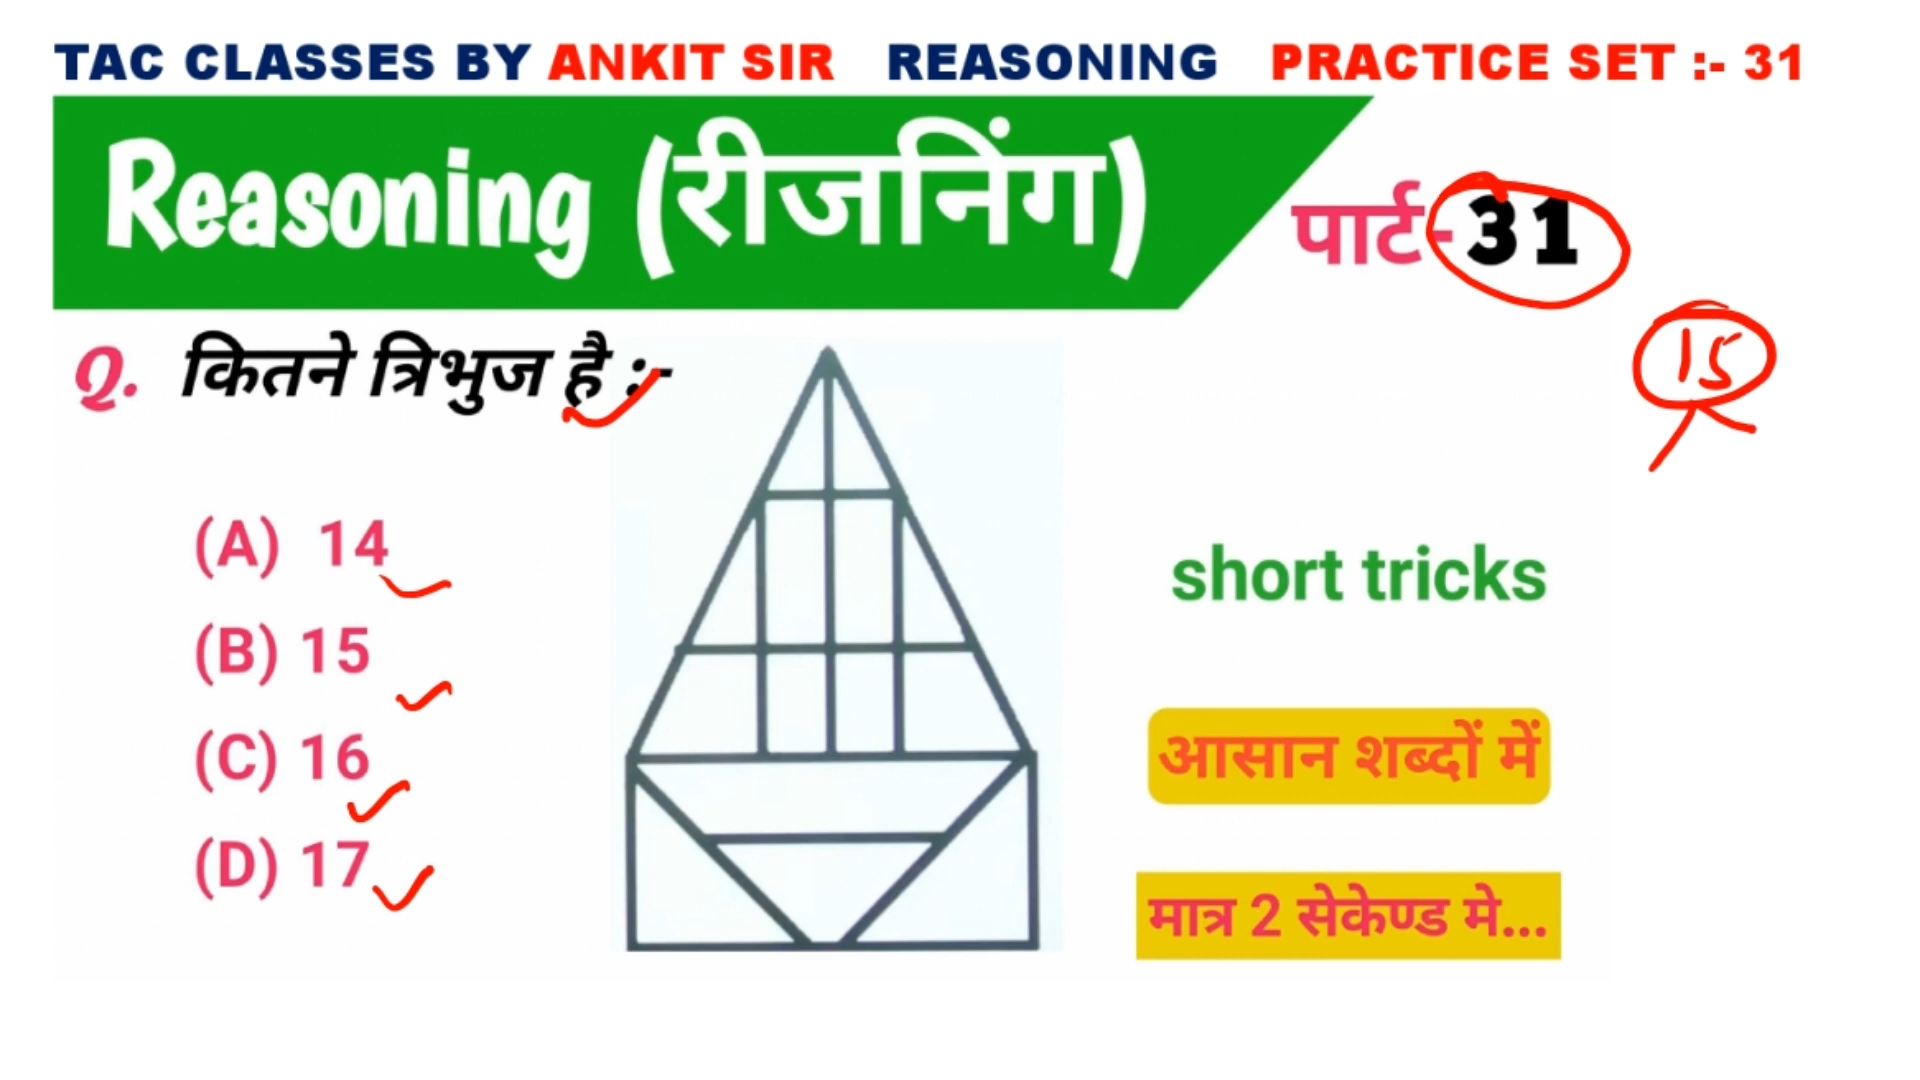 TAC CLASSES BY ANKIT SIR REASONING PRACTICE SET :- 31
Reasoning (रीजनिंग)
पार्ट-31
15
Q. कितने त्रिभुज है :-
(A) 14
(B) 15
(C) 16
(D) 17
short tricks
आसान शब्दों में
मात्र 2 सेकेण्ड मे...